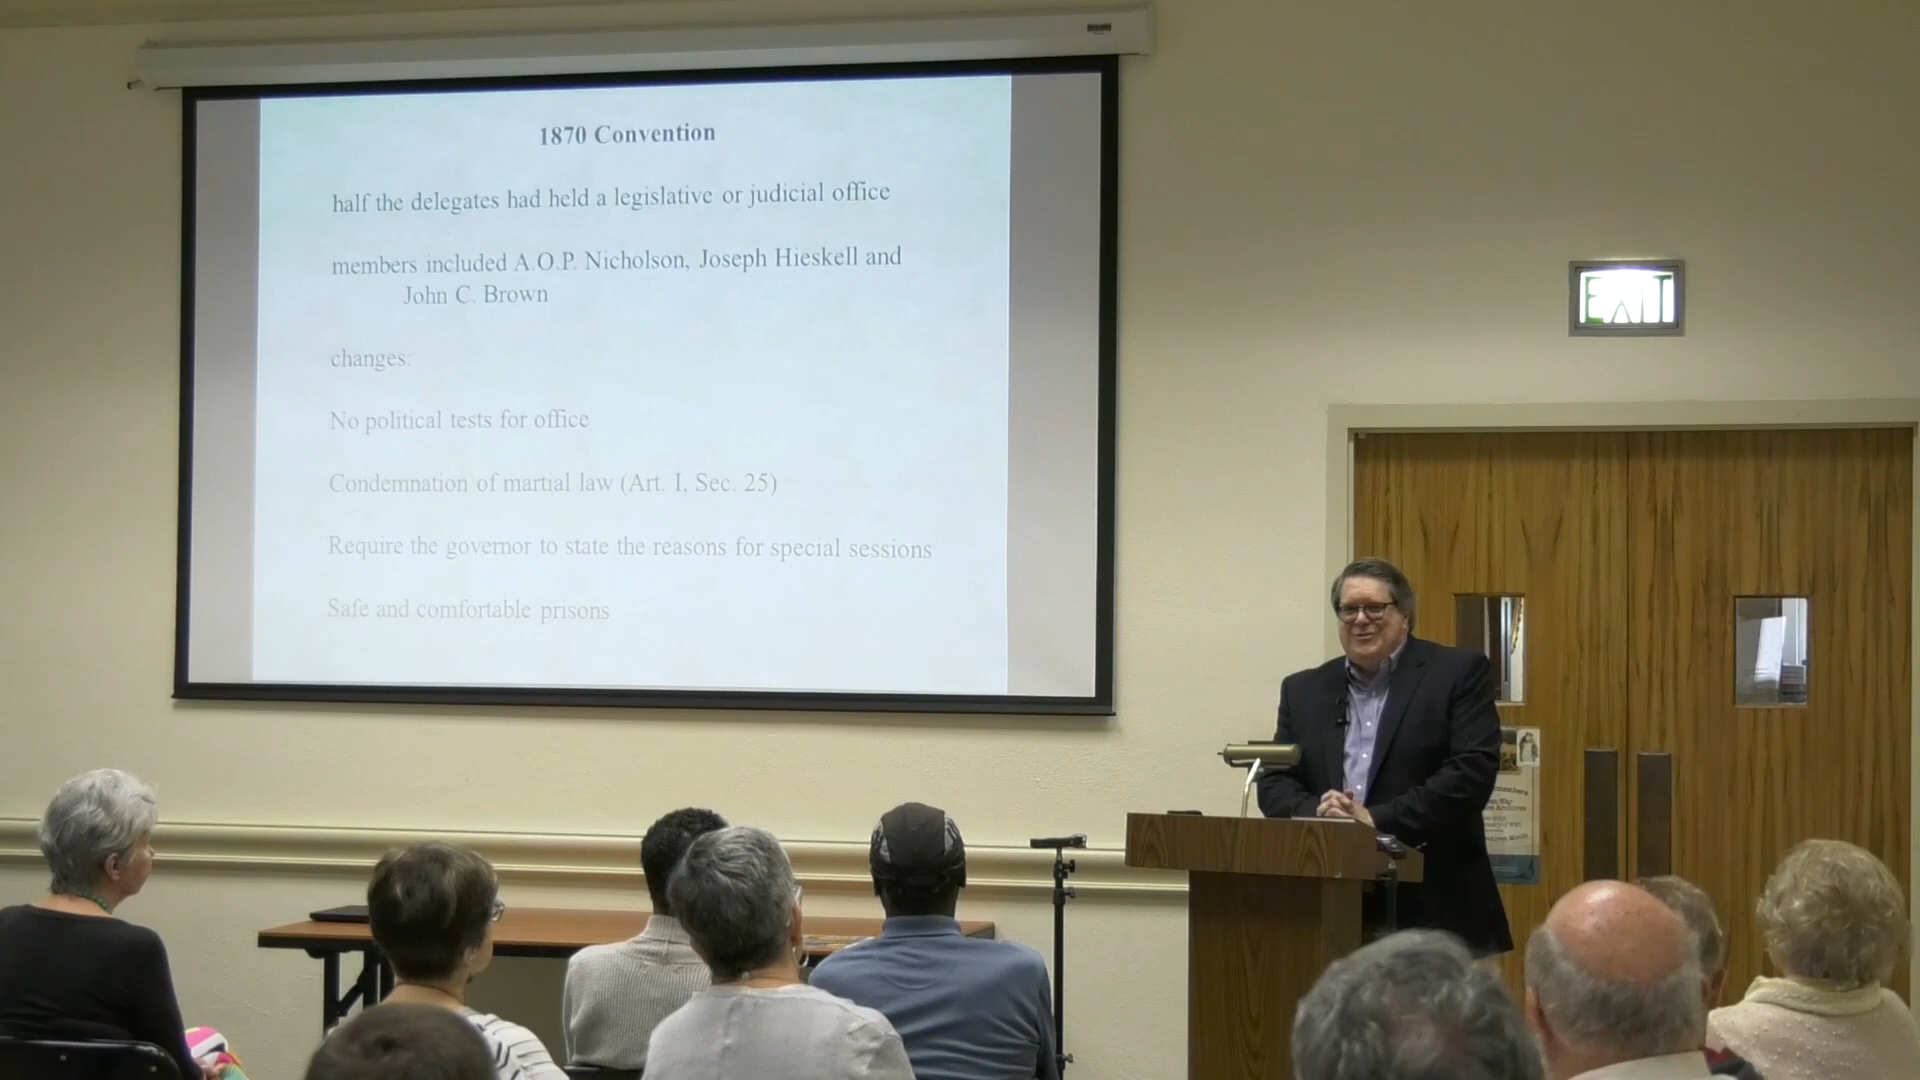 1870 Convention
half the delegates had held a legislative or judicial office
members included A.O.P. Nicholson, Joseph Hieskell and
John C. Brown
changes:
No political tests for office
Condemnation of martial law (Art. I, Sec. 25)
Require the governor to state the reasons for special sessions
Safe and comfortable prisons
EXIT